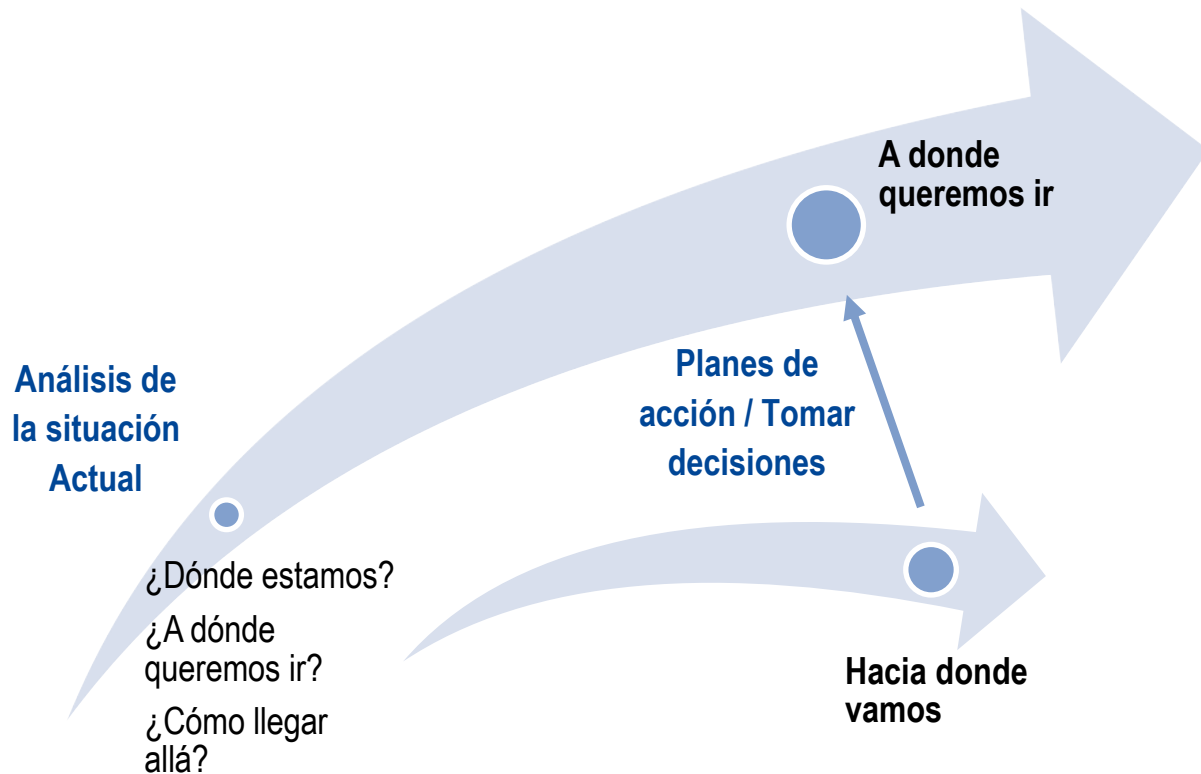 A donde
queremos ir
Análisis de
la situación
Actual
Planes de
acción / Tomar
decisiones
¿Dónde estamos?
¿A dónde
queremos ir?
¿Cómo llegar
allá?
Hacia donde
vamos